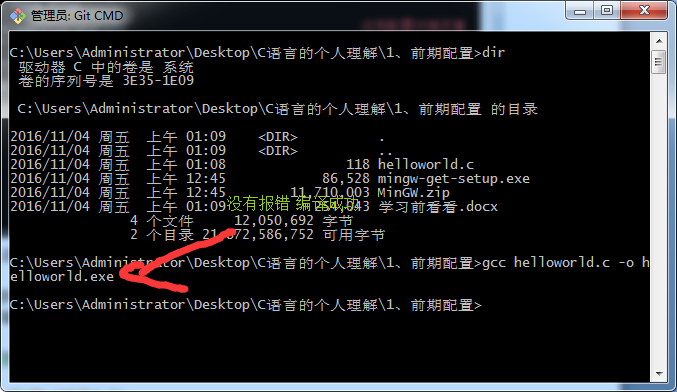 管理员: Git CMD
C:\Users\Administrator\Desktop\C语言的个人理解\1、前期配置>dir
驱动器 C 中的卷是 系统
卷的序列号是 3E35-1E09
C:\Users\Administrator\Desktop\C语言的个人理解\1、前期配置 的目录
2016/11/04 周五 上午 01:09 <DIR> .
2016/11/04 周五 上午 01:09 <DIR> ..
2016/11/04 周五 上午 01:08 118 helloworld.c
2016/11/04 周五 上午 12:45 86,528 mingw-get-setup.exe
2016/11/04 周五 上午 12:45 11,710,003 MinGW.zip
2016/11/04 周五 上午 01:09 学习前看看.docx
没有报错 编译成功
4 个文件 12,050,692 字节
2 个目录 可用字节
C:\Users\Administrator\Desktop\C语言的个人理解\1、前期配置>gcc helloworld.c -o h
elloworld.exe
C:\Users\Administrator\Desktop\C语言的个人理解\1、前期配置>